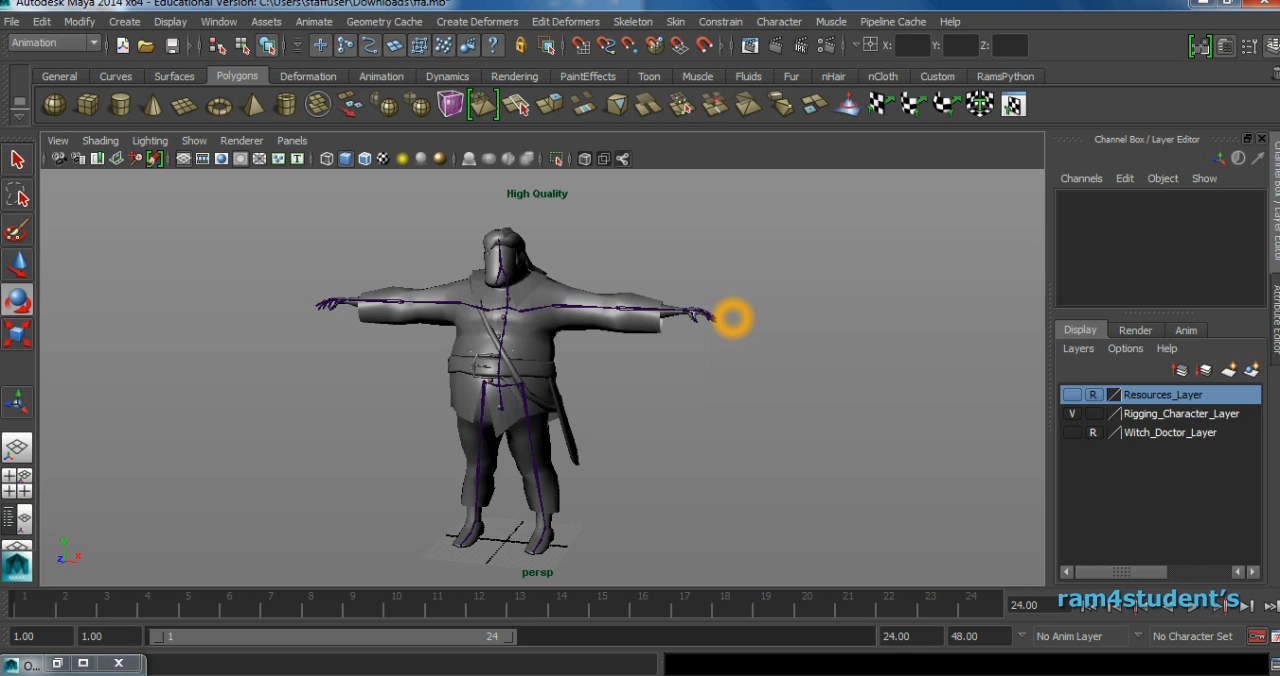 Autodesk Maya 2014 x64 - Educational Version: C:\Users\staffuser\Downloads\ffa.mb*
File Edit Modify Create Display Window Assets Animate Geometry Cache Create Deformers Edit Deformers Skeleton Skin Constrain Character Muscle Pipeline Cache Help
Animation X: Y: Z:
General Curves Surfaces Polygons Deformation Animation Dynamics Rendering PaintEffects Toon Muscle Fluids Fur nHair nCloth Custom RamsPython
View Shading Lighting Show Renderer Panels
Channel Box / Layer Editor
Channels Edit Object Show
High Quality
Channel Box / Layer Editor
Attribute Editor
Display Render Anim
Layers Options Help
R Resources_Layer
V Rigging_Character_Layer
R Witch_Doctor_Layer
y x z
persp
1 2 3 4 5 6 7 8 9 10 11 12 13 14 15 16 17 18 19 20 21 22 23 24 24.00
ram4student's
1.00 1.00 1 24 24.00 48.00 No Anim Layer No Character Set
O...